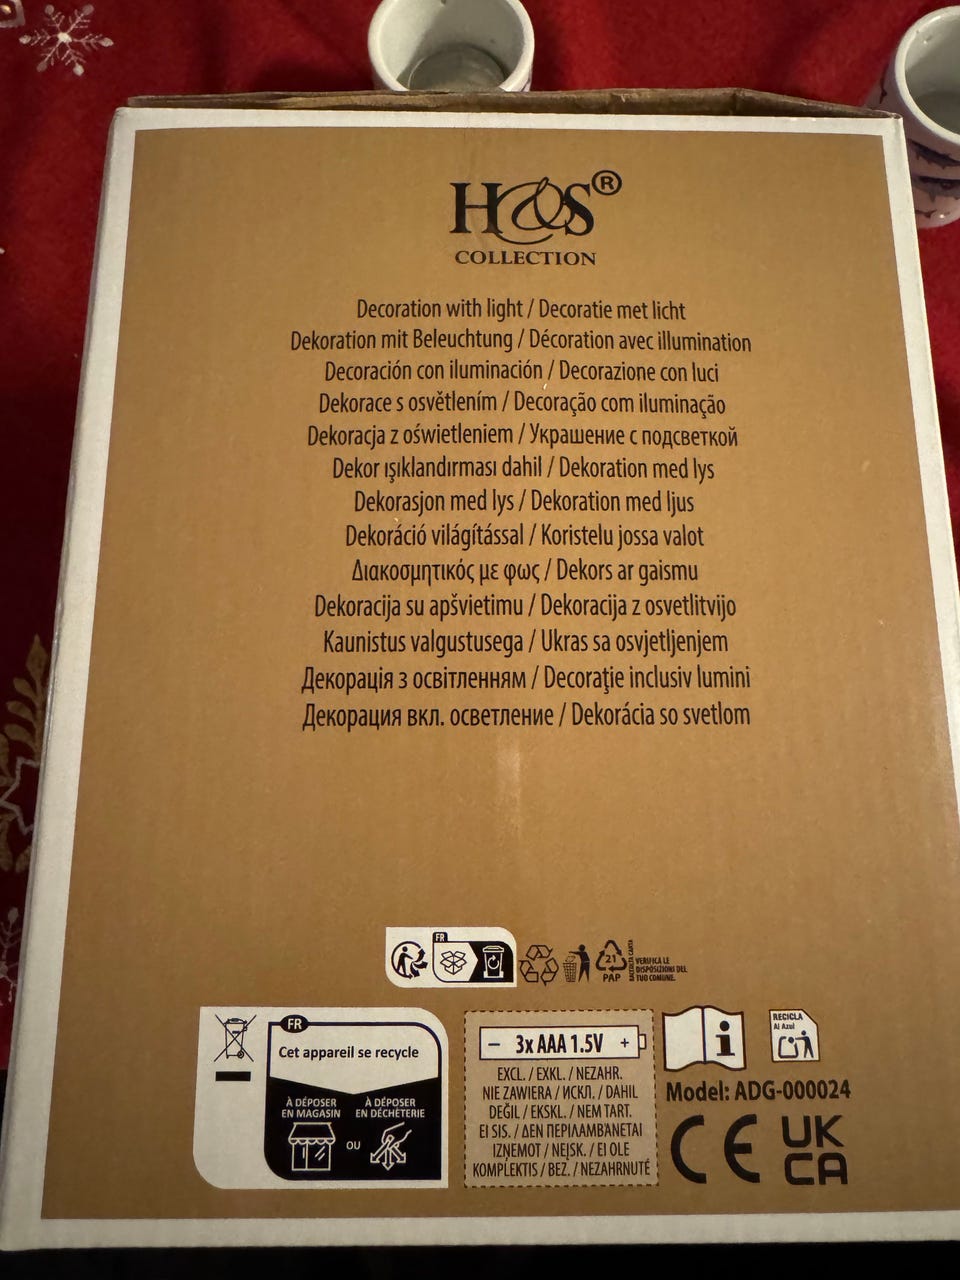 H&S®
COLLECTION
Decoration with light / Decoratie met licht
Dekoration mit Beleuchtung / Décoration avec illumination
Decoración con iluminación / Decorazione con luci
Dekorace s osvětlením / Decoração com iluminação
Dekoracja z oświetleniem / Украшение с подсветкой
Dekor ışıklandırması dahil / Dekoration med lys
Dekorasjon med lys / Dekoration med ljus
Dekoráció világítással / Koristelu jossa valot
Διακοσμητικός με φως / Dekors ar gaismu
Dekoracija su apšvietimu / Dekoracija z osvetlitvijo
Kaunistus valgustusega / Ukras sa osvjetljenjem
Декорація з освітленням / Decoraţie inclusiv lumini
Декорация вкл. осветление / Dekorácia so svetlom
FR
21
PAP
RACCOLTA CARTA
VERIFICA LE
DISPOSIZIONI DEL
TUO COMUNE.
FR
Cet appareil se recycle
À DÉPOSER
EN MAGASIN
OU
À DÉPOSER
EN DÉCHÈTERIE
– 3x AAA 1.5V +
EXCL. / EXKL. / NEZAHR.
NIE ZAWIERA / ИСКЛ. / DAHIL
DEĞIL / EKSKL. / NEM TART.
EI SIS. / ΔΕΝ ΠΕΡΙΛΑΜΒΆΝΕΤΑΙ
IZŅEMOT / NEĮSK. / EI OLE
KOMPLEKTIS / BEZ. / NEZAHRNUTÉ
i
RECICLA
Al Azul
Model: ADG-000024
CE
UK
CA